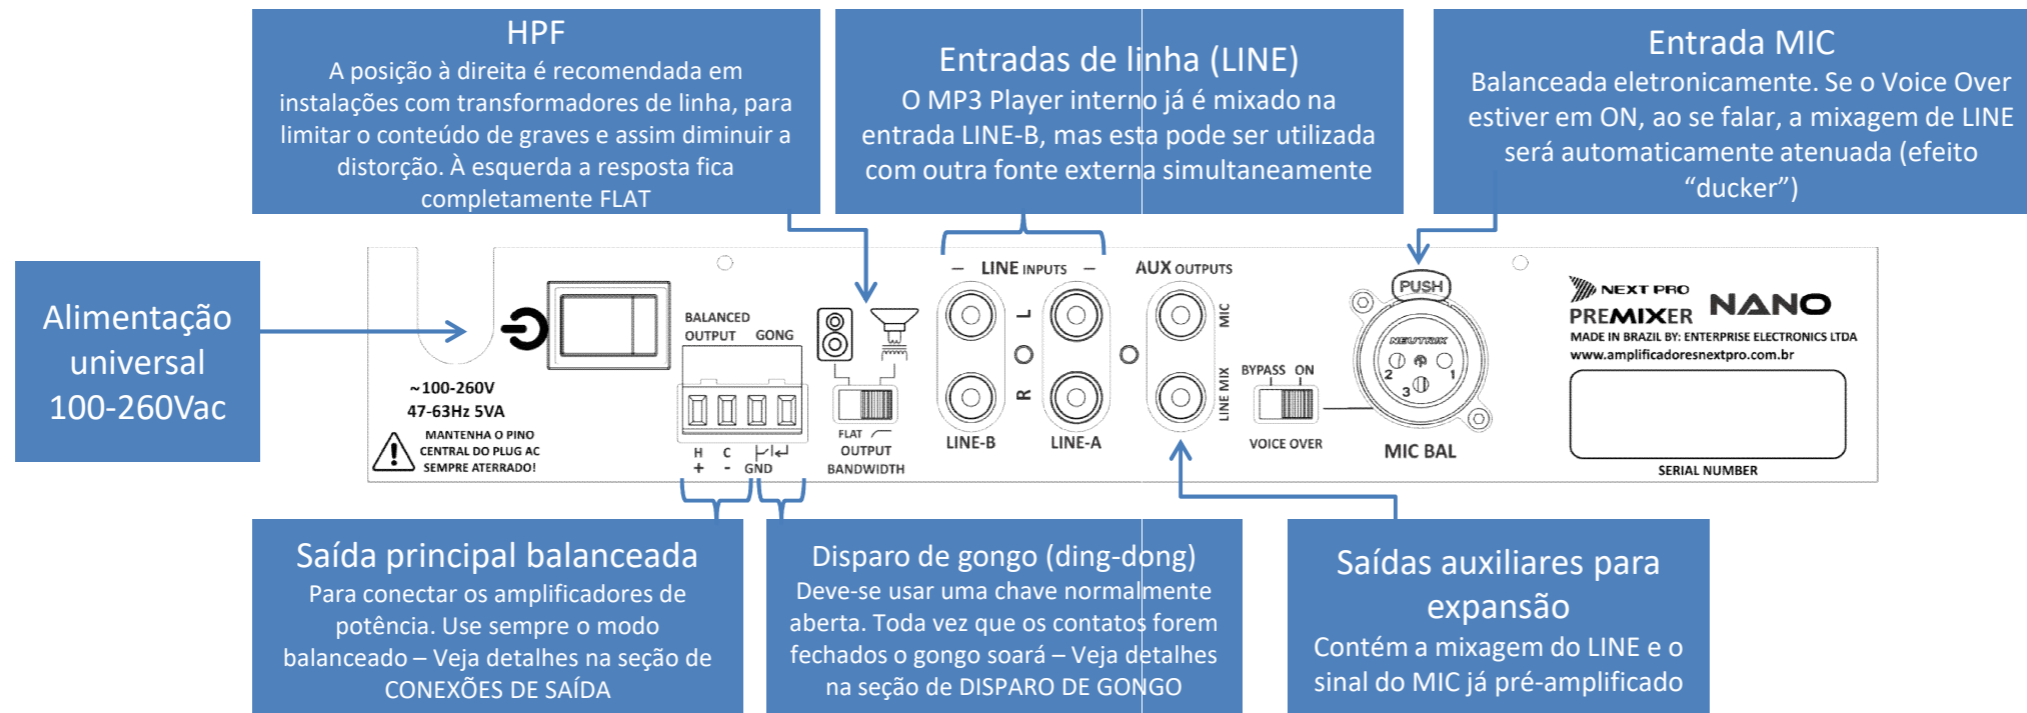 HPF
A posição à direita é recomendada em
instalações com transformadores de linha, para
limitar o conteúdo de graves e assim diminuir a
distorção. À esquerda a resposta fica
completamente FLAT
Entradas de linha (LINE)
O MP3 Player interno já é mixado na
entrada LINE-B, mas esta pode ser utilizada
com outra fonte externa simultaneamente
Entrada MIC
Balanceada eletronicamente. Se o Voice Over
estiver em ON, ao se falar, a mixagem de LINE
será automaticamente atenuada (efeito
“ducker”)
Alimentação
universal
100-260Vac
~100-260V
47-63Hz 5VA
MANTENHA O PINO
CENTRAL DO PLUG AC
SEMPRE ATERRADO!
BALANCED
OUTPUT GONG
H C
+ - GND
FLAT
OUTPUT
BANDWIDTH
– LINE INPUTS –
L
R
LINE-B LINE-A
AUX OUTPUTS
MIC
LINE MIX
BYPASS ON
VOICE OVER
PUSH
NEUTRIK
2 1
3
MIC BAL
NEXT PRO
PREMIXER NANO
MADE IN BRAZIL BY: ENTERPRISE ELECTRONICS LTDA
www.amplificadoresnextpro.com.br
SERIAL NUMBER
Saída principal balanceada
Para conectar os amplificadores de
potência. Use sempre o modo
balanceado – Veja detalhes na seção de
CONEXÕES DE SAÍDA
Disparo de gongo (ding-dong)
Deve-se usar uma chave normalmente
aberta. Toda vez que os contatos forem
fechados o gongo soará – Veja detalhes
na seção de DISPARO DE GONGO
Saídas auxiliares para
expansão
Contém a mixagem do LINE e o
sinal do MIC já pré-amplificado